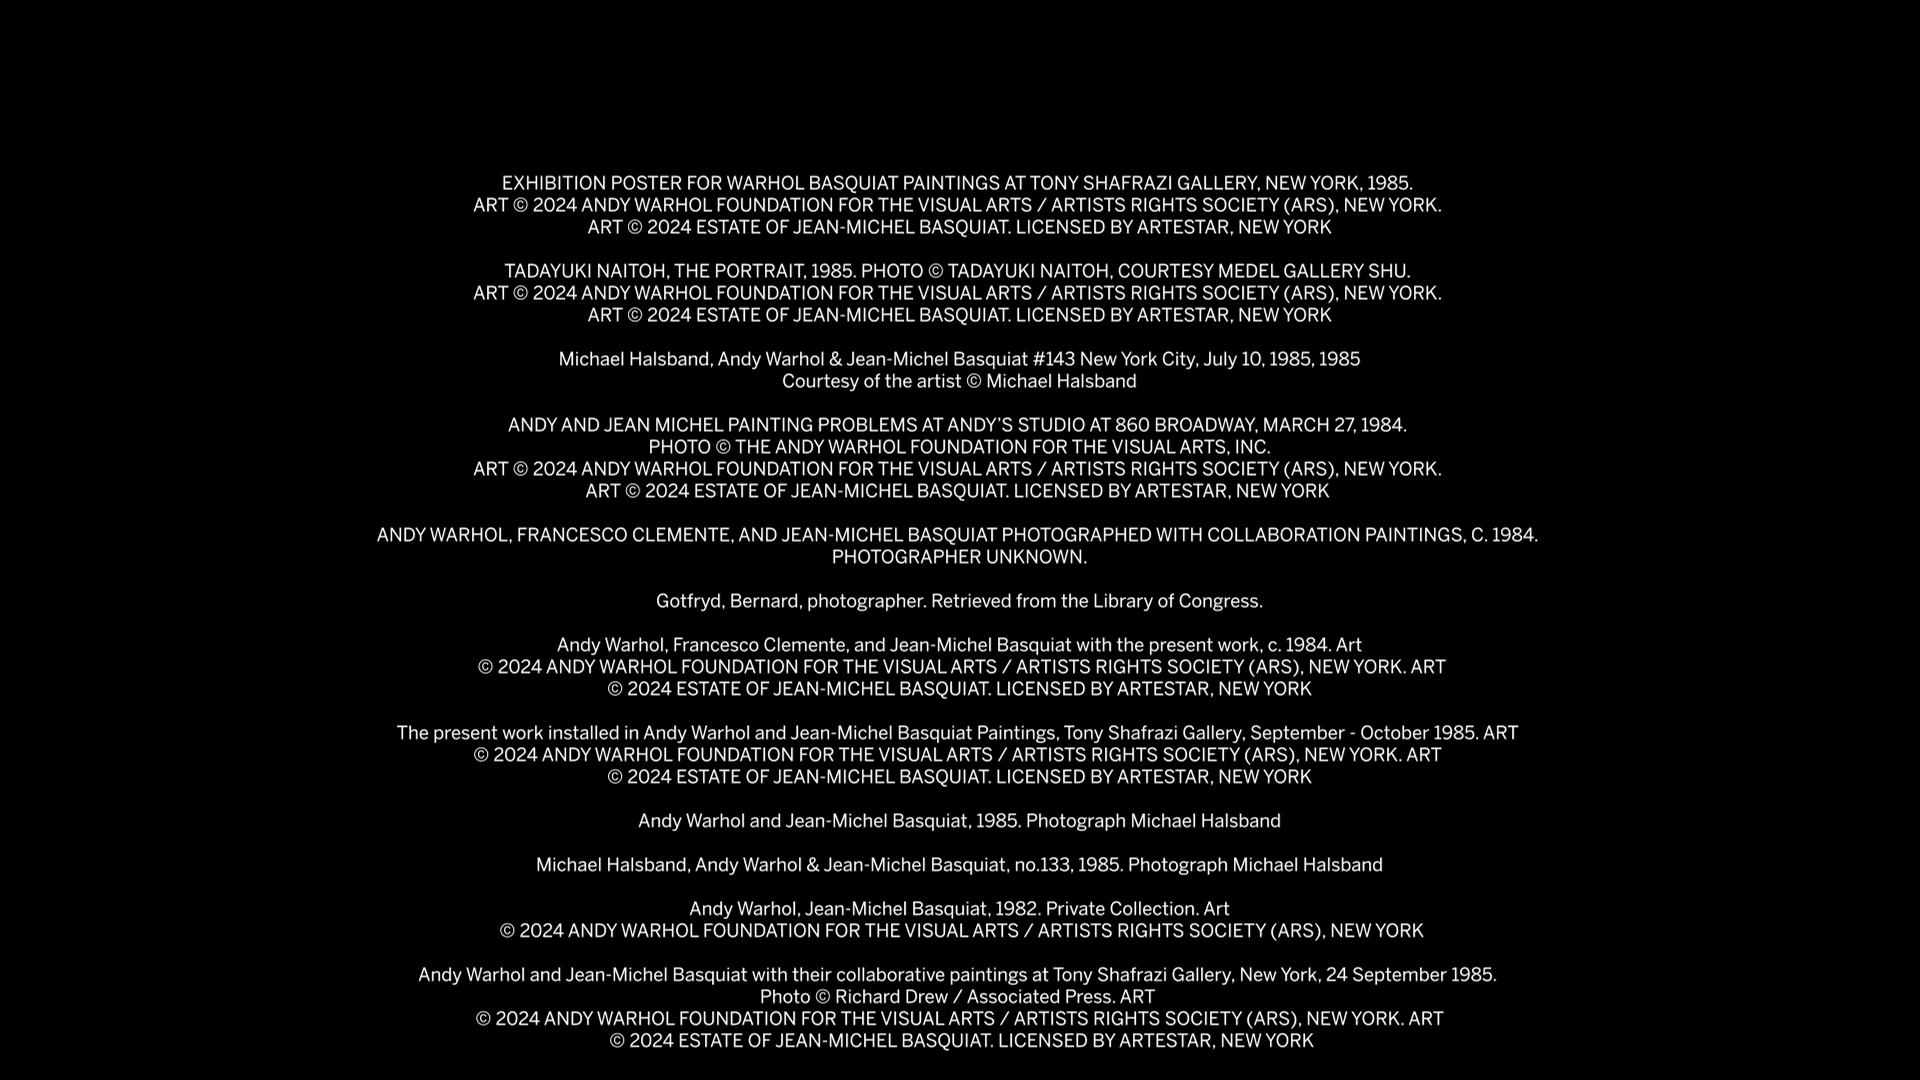 EXHIBITION POSTER FOR WARHOL BASQUIAT PAINTINGS AT TONY SHAFRAZI GALLERY, NEW YORK, 1985.
ART © 2024 ANDY WARHOL FOUNDATION FOR THE VISUAL ARTS / ARTISTS RIGHTS SOCIETY (ARS), NEW YORK.
ART © 2024 ESTATE OF JEAN-MICHEL BASQUIAT. LICENSED BY ARTESTAR, NEW YORK
TADAYUKI NAITOH, THE PORTRAIT, 1985. PHOTO © TADAYUKI NAITOH, COURTESY MEDEL GALLERY SHU.
ART © 2024 ANDY WARHOL FOUNDATION FOR THE VISUAL ARTS / ARTISTS RIGHTS SOCIETY (ARS), NEW YORK.
ART © 2024 ESTATE OF JEAN-MICHEL BASQUIAT. LICENSED BY ARTESTAR, NEW YORK
Michael Halsband, Andy Warhol & Jean-Michel Basquiat #143 New York City, July 10, 1985, 1985
Courtesy of the artist © Michael Halsband
ANDY AND JEAN MICHEL PAINTING PROBLEMS AT ANDY'S STUDIO AT 860 BROADWAY, MARCH 27, 1984.
PHOTO © THE ANDY WARHOL FOUNDATION FOR THE VISUAL ARTS, INC.
ART © 2024 ANDY WARHOL FOUNDATION FOR THE VISUAL ARTS / ARTISTS RIGHTS SOCIETY (ARS), NEW YORK.
ART © 2024 ESTATE OF JEAN-MICHEL BASQUIAT. LICENSED BY ARTESTAR, NEW YORK
ANDY WARHOL, FRANCESCO CLEMENTE, AND JEAN-MICHEL BASQUIAT PHOTOGRAPHED WITH COLLABORATION PAINTINGS, C. 1984.
PHOTOGRAPHER UNKNOWN.
Gotfryd, Bernard, photographer. Retrieved from the Library of Congress.
Andy Warhol, Francesco Clemente, and Jean-Michel Basquiat with the present work, c. 1984. Art
© 2024 ANDY WARHOL FOUNDATION FOR THE VISUAL ARTS / ARTISTS RIGHTS SOCIETY (ARS), NEW YORK. ART
© 2024 ESTATE OF JEAN-MICHEL BASQUIAT. LICENSED BY ARTESTAR, NEW YORK
The present work installed in Andy Warhol and Jean-Michel Basquiat Paintings, Tony Shafrazi Gallery, September - October 1985. ART
© 2024 ANDY WARHOL FOUNDATION FOR THE VISUAL ARTS / ARTISTS RIGHTS SOCIETY (ARS), NEW YORK. ART
© 2024 ESTATE OF JEAN-MICHEL BASQUIAT. LICENSED BY ARTESTAR, NEW YORK
Andy Warhol and Jean-Michel Basquiat, 1985. Photograph Michael Halsband
Michael Halsband, Andy Warhol & Jean-Michel Basquiat, no.133, 1985. Photograph Michael Halsband
Andy Warhol, Jean-Michel Basquiat, 1982. Private Collection. Art
© 2024 ANDY WARHOL FOUNDATION FOR THE VISUAL ARTS / ARTISTS RIGHTS SOCIETY (ARS), NEW YORK
Andy Warhol and Jean-Michel Basquiat with their collaborative paintings at Tony Shafrazi Gallery, New York, 24 September 1985.
Photo © Richard Drew / Associated Press. ART
© 2024 ANDY WARHOL FOUNDATION FOR THE VISUAL ARTS / ARTISTS RIGHTS SOCIETY (ARS), NEW YORK. ART
© 2024 ESTATE OF JEAN-MICHEL BASQUIAT. LICENSED BY ARTESTAR, NEW YORK